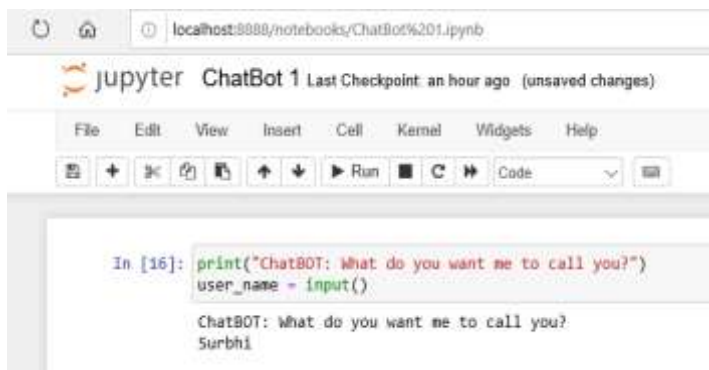 localhost:8888/notebooks/ChatBot%201.ipynb
jupyter ChatBot 1 Last Checkpoint: an hour ago (unsaved changes)
File Edit View Insert Cell Kernel Widgets Help
Run Code
In [16]: print("ChatBOT: What do you want me to call you?")
user_name = input()
ChatBOT: What do you want me to call you?
Surbhi